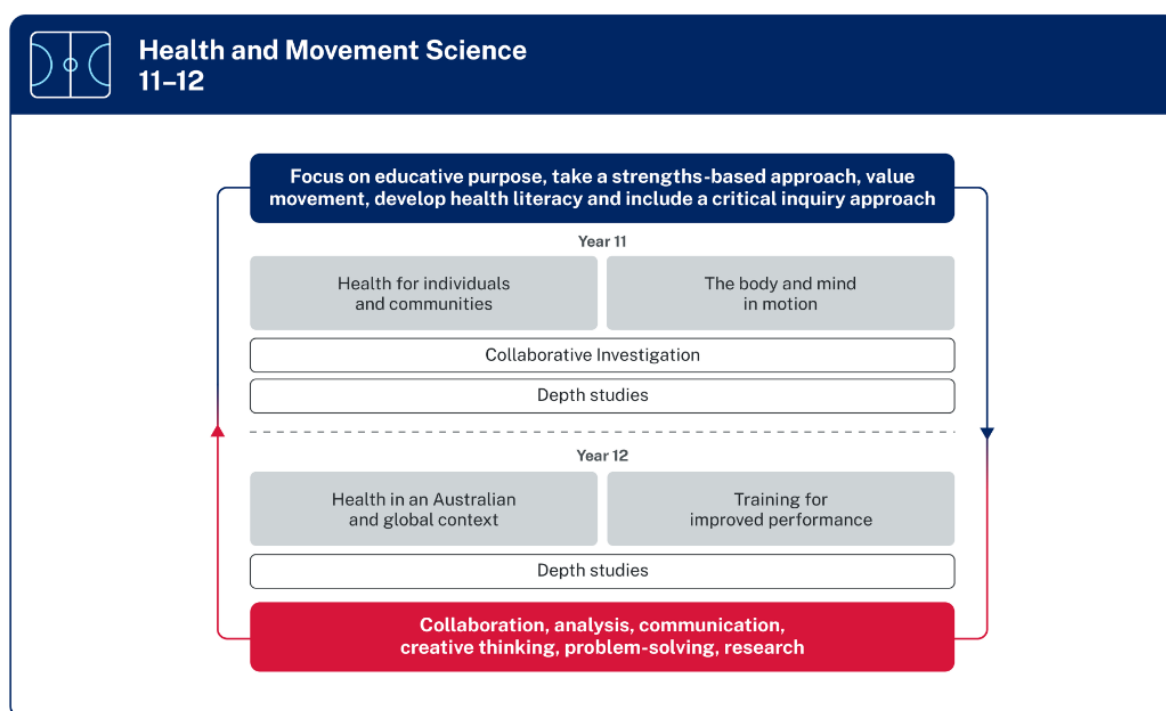 Health and Movement Science
11–12
Focus on educative purpose, take a strengths-based approach, value
movement, develop health literacy and include a critical inquiry approach
Year 11
Health for individuals
and communities
The body and mind
in motion
Collaborative Investigation
Depth studies
Year 12
Health in an Australian
and global context
Training for
improved performance
Depth studies
Collaboration, analysis, communication,
creative thinking, problem-solving, research